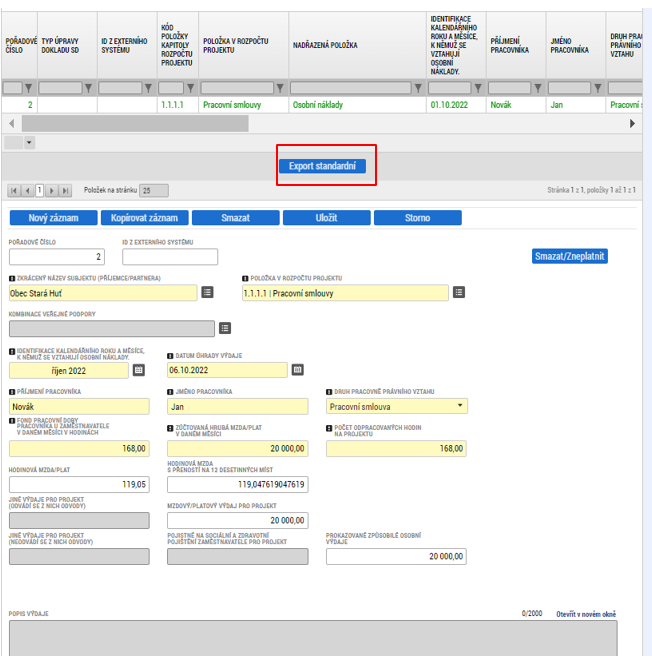 POŘADOVÉ ČÍSLO
TYP ÚPRAVY DOKLADU SD
ID Z EXTERNÍHO SYSTÉMU
KÓD POLOŽKY KAPITOLY ROZPOČTU PROJEKTU
POLOŽKA V ROZPOČTU PROJEKTU
NADŘAZENÁ POLOŽKA
IDENTIFIKACE KALENDÁŘNÍHO ROKU A MĚSÍCE, K NĚMUŽ SE VZTAHUJÍ OSOBNÍ NÁKLADY.
PŘÍJMENÍ PRACOVNÍKA
JMÉNO PRACOVNÍKA
DRUH PRAC PRÁVNÍHO VZTAHU
2 1.1.1.1 Pracovní smlouvy Osobní náklady 01.10.2022 Novák Jan Pracovní s
Export standardní
1 Položek na stránku 25 Stránka 1 z 1, položky 1 až 1 z 1
Nový záznam Kopírovat záznam Smazat Uložit Storno
POŘADOVÉ ČÍSLO ID Z EXTERNÍHO SYSTÉMU
2 Smazat/Zneplatnit
ZKRÁCENÝ NÁZEV SUBJEKTU (PŘÍJEMCE/PARTNERA) POLOŽKA V ROZPOČTU PROJEKTU
Obec Stará Huť 1.1.1.1 | Pracovní smlouvy
KOMBINACE VEŘEJNÉ PODPORY
IDENTIFIKACE KALENDÁŘNÍHO ROKU A MĚSÍCE,
K NĚMUŽ SE VZTAHUJÍ OSOBNÍ NÁKLADY. DATUM ÚHRADY VÝDAJE
říjen 2022 06.10.2022
PŘÍJMENÍ PRACOVNÍKA JMÉNO PRACOVNÍKA DRUH PRACOVNĚ PRÁVNÍHO VZTAHU
Novák Jan Pracovní smlouva
FOND PRACOVNÍ DOBY
PRACOVNÍKA U ZAMĚSTNAVATELE
V DANÉM MĚSÍCI V HODINÁCH
ZÚČTOVANÁ HRUBÁ MZDA/PLAT
V DANÉM MĚSÍCI
POČET ODPRACOVANÝCH HODIN
NA PROJEKTU
168,00 20 000,00 168,00
HODINOVÁ MZDA/PLAT
HODINOVÁ MZDA
S PŘENOSTÍ NA 12 DESETINNÝCH MÍST
119,05 119,047619047619
JINÉ VÝDAJE PRO PROJEKT
(ODVÁDÍ SE Z NICH ODVODY)
MZDOVÝ/PLATOVÝ VÝDAJ PRO PROJEKT
20 000,00
JINÉ VÝDAJE PRO PROJEKT
(NEODVÁDÍ SE Z NICH ODVODY)
POJISTNÉ NA SOCIÁLNÍ A ZDRAVOTNÍ
POJIŠTĚNÍ ZAMĚSTNAVATELE PRO PROJEKT
PROKAZOVANÉ ZPŮSOBILÉ OSOBNÍ
VÝDAJE
20 000,00
POPIS VÝDAJE 0/2000 Otevřít v novém okně